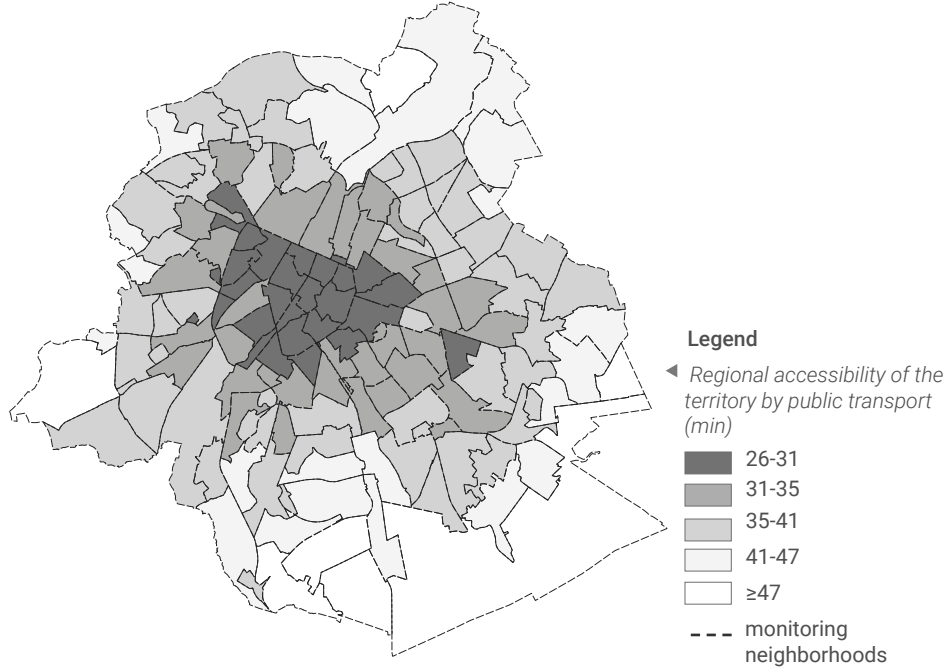 Legend
Regional accessibility of the
territory by public transport
(min)
26-31
31-35
35-41
41-47
≥47
monitoring
neighborhoods